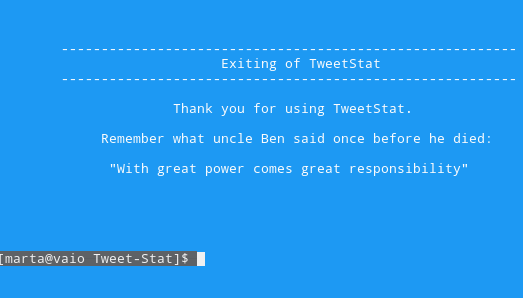 ---------------------------------------------------------
Exiting of TweetStat
---------------------------------------------------------
Thank you for using TweetStat.
Remember what uncle Ben said once before he died:
"With great power comes great responsibility"
[marta@vaio Tweet-Stat]$